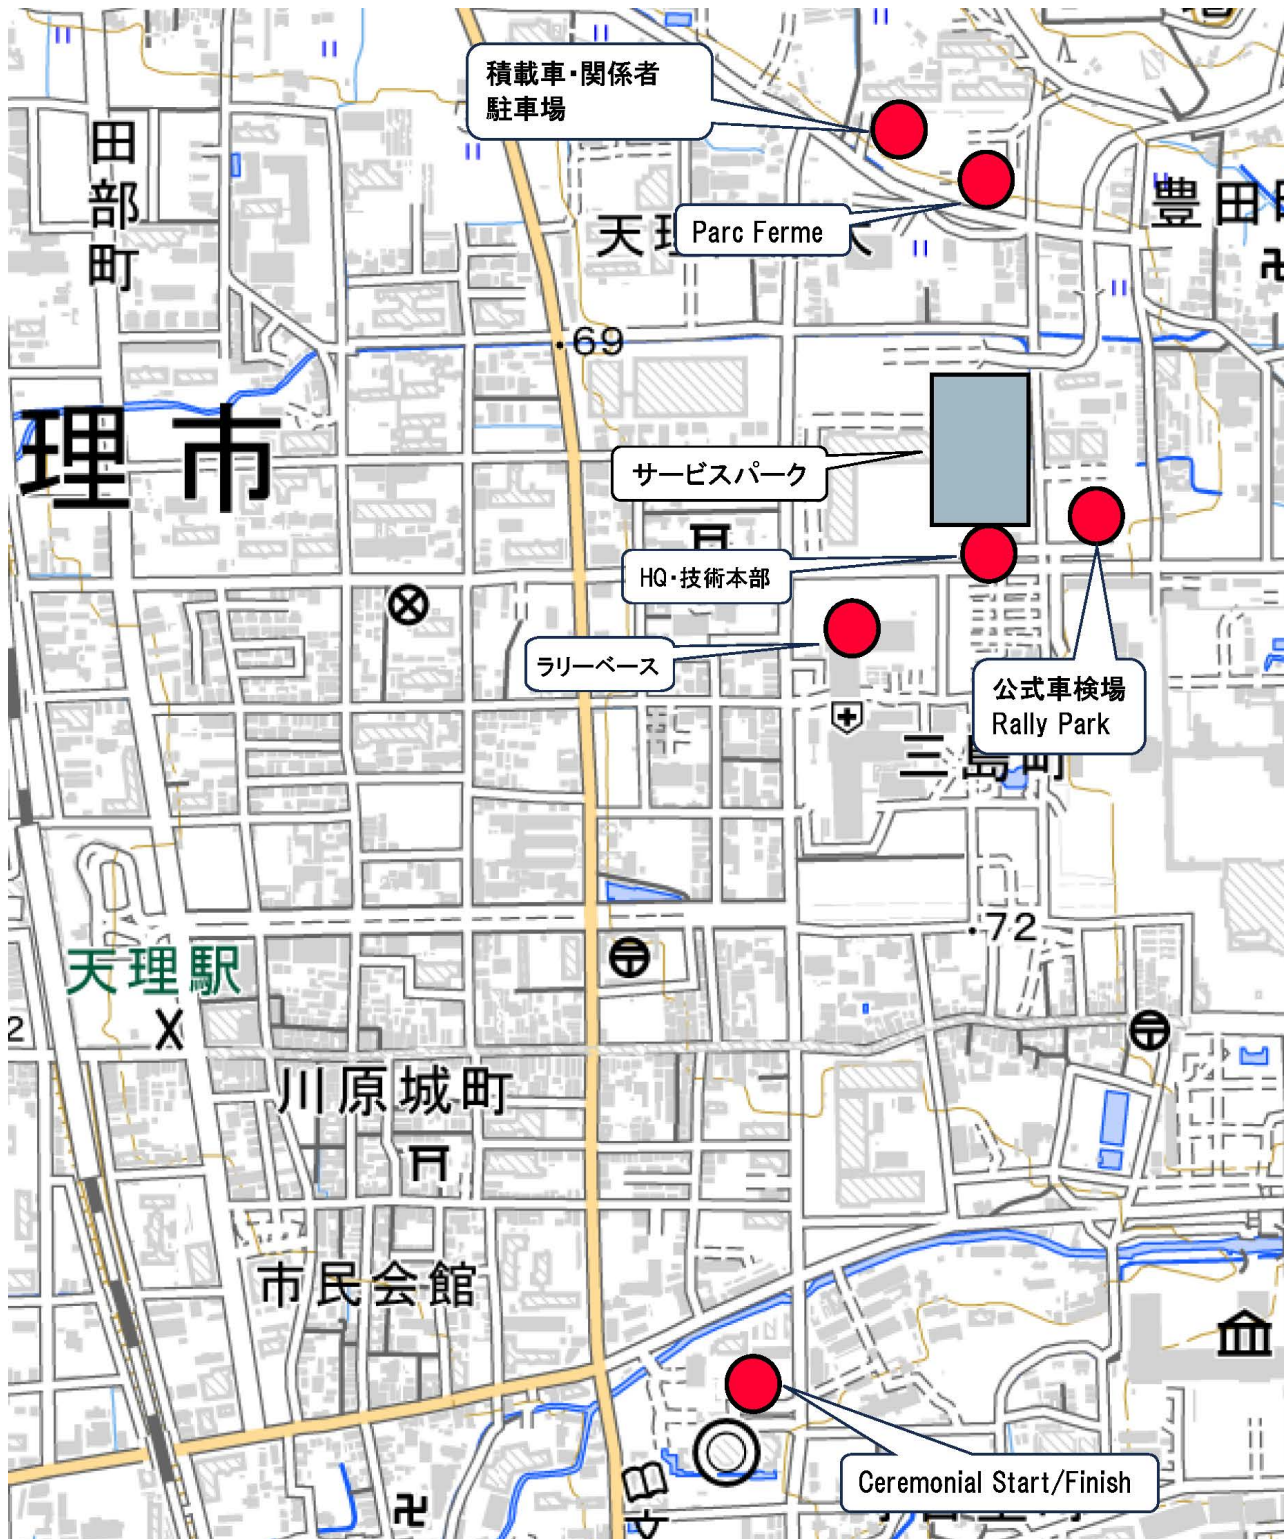 積載車・関係者
駐車場
田部町
Parc Ferme
天理
豊田
69
理市
サービスパーク
HQ・技術本部
ラリーベース
公式車検場
Rally Park
三島町
72
天理駅
2
川原城町
市民会館
Ceremonial Start/Finish